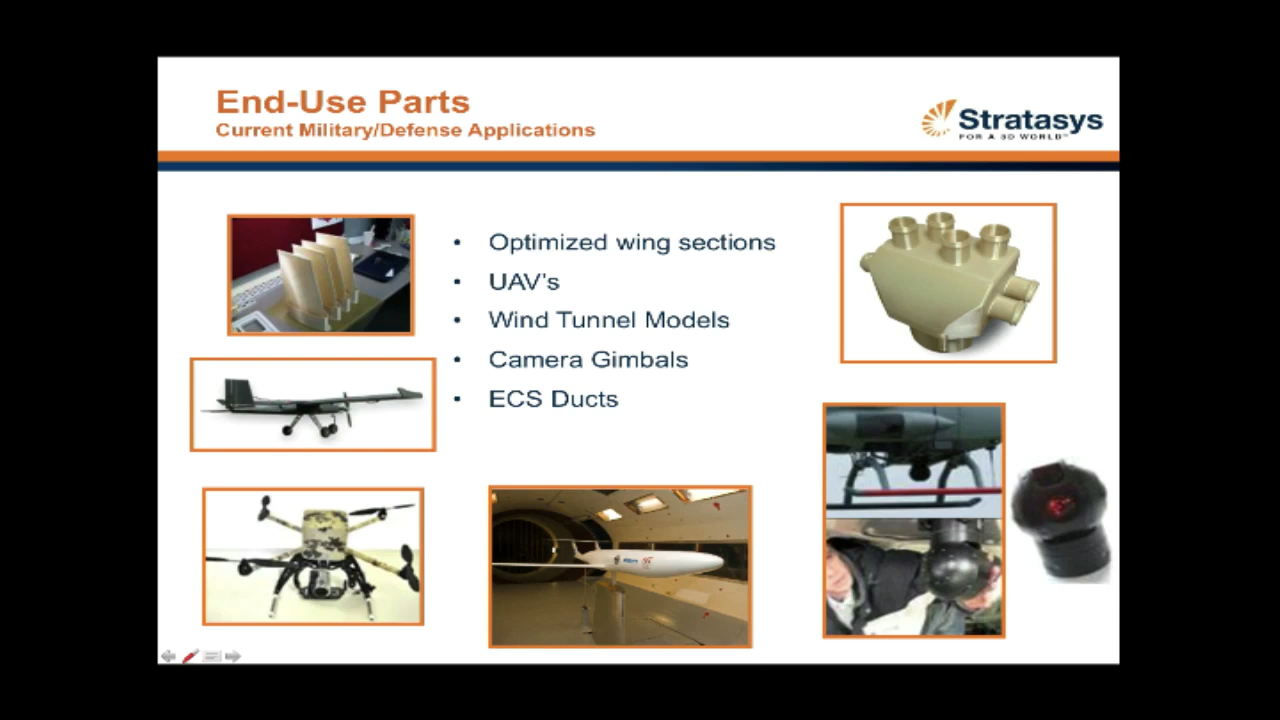 End-Use Parts
Current Military/Defense Applications
Stratasys
FOR A 3D WORLD™
• Optimized wing sections
• UAV's
• Wind Tunnel Models
• Camera Gimbals
• ECS Ducts